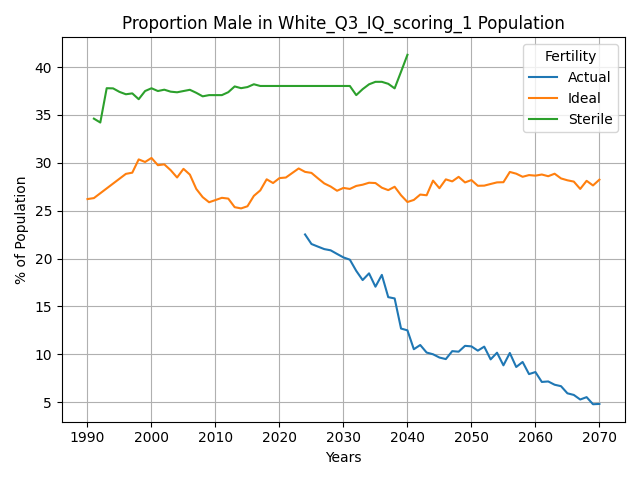 Proportion Male in White_Q3_IQ_scoring_1 Population
Fertility
Actual
Ideal
Sterile
% of Population
40
35
30
25
20
15
10
5
1990 2000 2010 2020 2030 2040 2050 2060 2070
Years